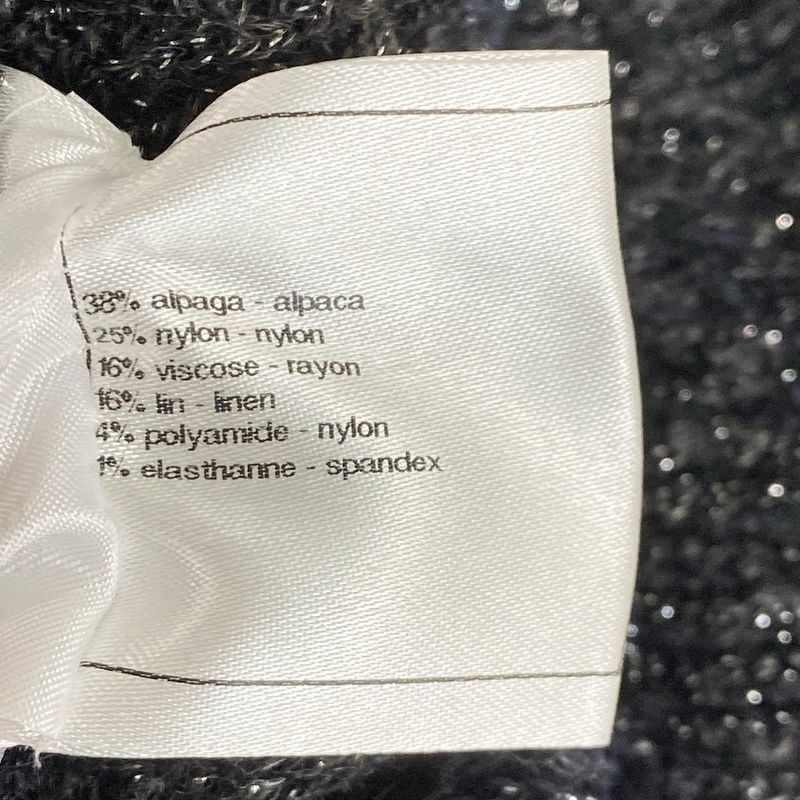 38% alpaga - alpaca
25% nylon - nylon
16% viscose - rayon
16% lin - linen
4% polyamide - nylon
1% elasthanne - spandex